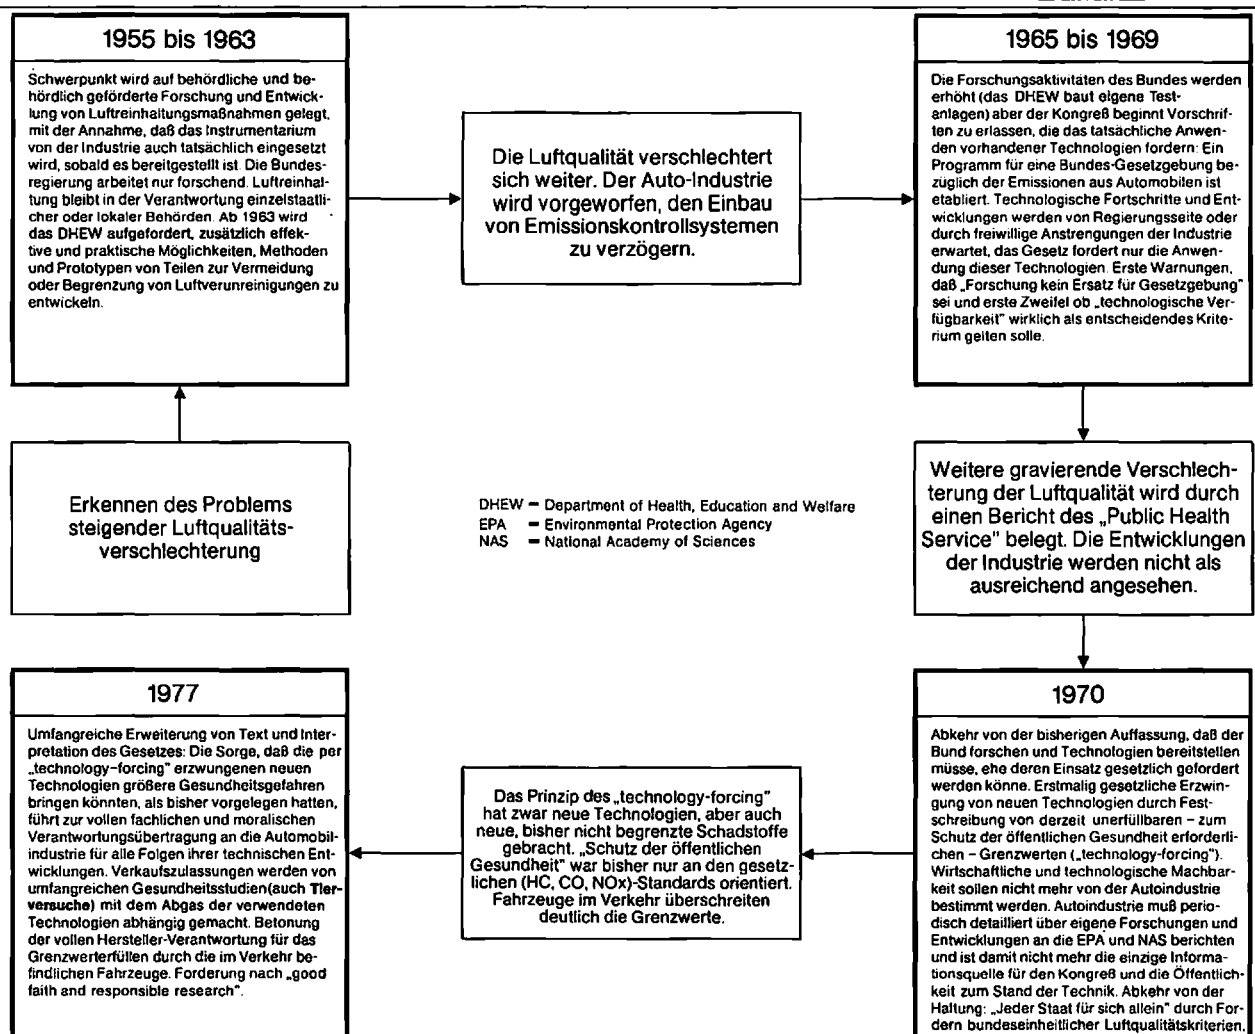 1955 bis 1963
Schwerpunkt wird auf behördliche und be-
hördlich geförderte Forschung und Entwick-
lung von Luftreinhaltungsmaßnahmen gelegt,
mit der Annahme, daß das Instrumentarium
von der Industrie auch tatsächlich eingesetzt
wird, sobald es bereitgestellt ist. Die Bundes-
regierung arbeitet nur forschend. Luftreinhal-
tung bleibt in der Verantwortung einzelstaatli-
cher oder lokaler Behörden. Ab 1963 wird
das DHEW aufgefordert, zusätzlich effek-
tive und praktische Möglichkeiten, Methoden
und Prototypen von Teilen zur Vermeidung
oder Begrenzung von Luftverunreinigungen zu
entwickeln.
Die Luftqualität verschlechtert
sich weiter. Der Auto-Industrie
wird vorgeworfen, den Einbau
von Emissionskontrollsystemen
zu verzögern.
1965 bis 1969
Die Forschungsaktivitäten des Bundes werden
erhöht (das DHEW baut eigene Test-
anlagen) aber der Kongreß beginnt Vorschrif-
ten zu erlassen, die das tatsächliche Anwen-
den vorhandener Technologien fordern: Ein
Programm für eine Bundes-Gesetzgebung be-
züglich der Emissionen aus Automobilen ist
etabliert. Technologische Fortschritte und Ent-
wicklungen werden von Regierungsseite oder
durch freiwillige Anstrengungen der Industrie
erwartet, das Gesetz fordert nur die Anwen-
dung dieser Technologien. Erste Warnungen,
daß „Forschung kein Ersatz für Gesetzgebung"
sei und erste Zweifel ob „technologische Ver-
fügbarkeit" wirklich als entscheidendes Krite-
rium gelten solle.
Erkennen des Problems
steigender Luftqualitäts-
verschlechterung
DHEW = Department of Health, Education and Welfare
EPA = Environmental Protection Agency
NAS = National Academy of Sciences
Weitere gravierende Verschlech-
terung der Luftqualität wird durch
einen Bericht des „Public Health
Service" belegt. Die Entwicklungen
der Industrie werden nicht als
ausreichend angesehen.
1977
Umfangreiche Erweiterung von Text und Inter-
pretation des Gesetzes: Die Sorge, daß die per
„technology-forcing" erzwungenen neuen
Technologien größere Gesundheitsgefahren
bringen könnten, als bisher vorgelegen hatten,
führt zur vollen fachlichen und moralischen
Verantwortungsübertragung an die Automobil-
industrie für alle Folgen ihrer technischen Ent-
wicklungen. Verkaufszulassungen werden von
umfangreichen Gesundheitsstudien (auch Tier-
versuche) mit dem Abgas der verwendeten
Technologien abhängig gemacht. Betonung
der vollen Hersteller-Verantwortung für das
Grenzwerterfüllen durch die im Verkehr be-
findlichen Fahrzeuge. Forderung nach „good
faith and responsible research".
Das Prinzip des „technology-forcing"
hat zwar neue Technologien, aber auch
neue, bisher nicht begrenzte Schadstoffe
gebracht. „Schutz der öffentlichen
Gesundheit" war bisher nur an den gesetz-
lichen (HC, CO, NOx)-Standards orientiert.
Fahrzeuge im Verkehr überschreiten
deutlich die Grenzwerte.
1970
Abkehr von der bisherigen Auffassung, daß der
Bund forschen und Technologien bereitstellen
müsse, ehe deren Einsatz gesetzlich gefordert
werden könne. Erstmalig gesetzliche Erzwin-
gung von neuen Technologien durch Fest-
schreibung von derzeit unerfüllbaren – zum
Schutz der öffentlichen Gesundheit erforderli-
chen – Grenzwerten („technology-forcing").
Wirtschaftliche und technologische Machbar-
keit sollen nicht mehr von der Autoindustrie
bestimmt werden. Autoindustrie muß perio-
disch detailliert über eigene Forschungen und
Entwicklungen an die EPA und NAS berichten
und ist damit nicht mehr die einzige Informa-
tionsquelle für den Kongreß und die Öffentlich-
keit zum Stand der Technik. Abkehr von der
Haltung: „Jeder Staat für sich allein" durch For-
dern bundeseinheitlicher Luftqualitätskriterien.